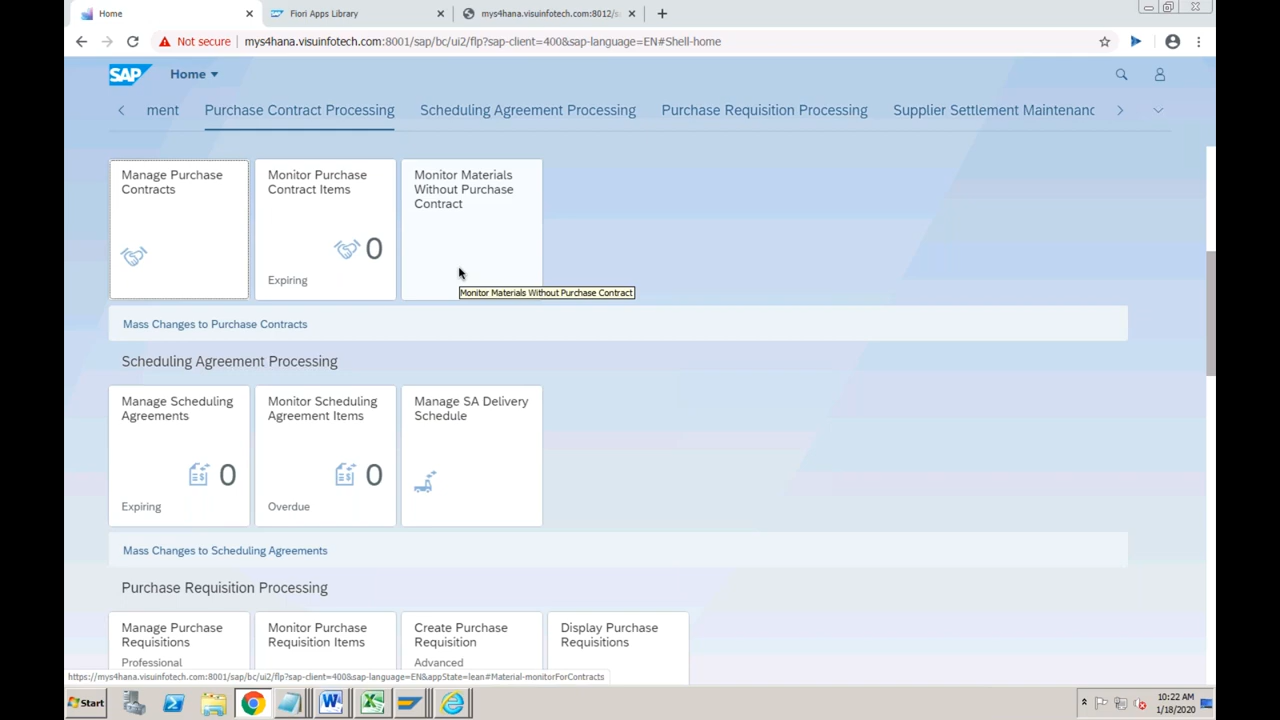 Home
Fiori Apps Library
mys4hana.visuinfotech.com:8012/s
Not secure
mys4hana.visuinfotech.com:8001/sap/bc/ui2/flp?sap-client=400&sap-language=EN#Shell-home
SAP Home
ment Purchase Contract Processing Scheduling Agreement Processing Purchase Requisition Processing Supplier Settlement Maintenanc
Manage Purchase
Contracts
Monitor Purchase
Contract Items
0
Expiring
Monitor Materials
Without Purchase
Contract
Monitor Materials Without Purchase Contract
Mass Changes to Purchase Contracts
Scheduling Agreement Processing
Manage Scheduling
Agreements
0
Expiring
Monitor Scheduling
Agreement Items
0
Overdue
Manage SA Delivery
Schedule
Mass Changes to Scheduling Agreements
Purchase Requisition Processing
Manage Purchase
Requisitions
Professional
Monitor Purchase
Requisition Items
Create Purchase
Requisition
Advanced
Display Purchase
Requisitions
https://mys4hana.visuinfotech.com:8001/sap/bc/ui2/flp?sap-client=400&sap-language=EN&appState=lean#Material-monitorForContracts
Start
10:22 AM
1/18/2020